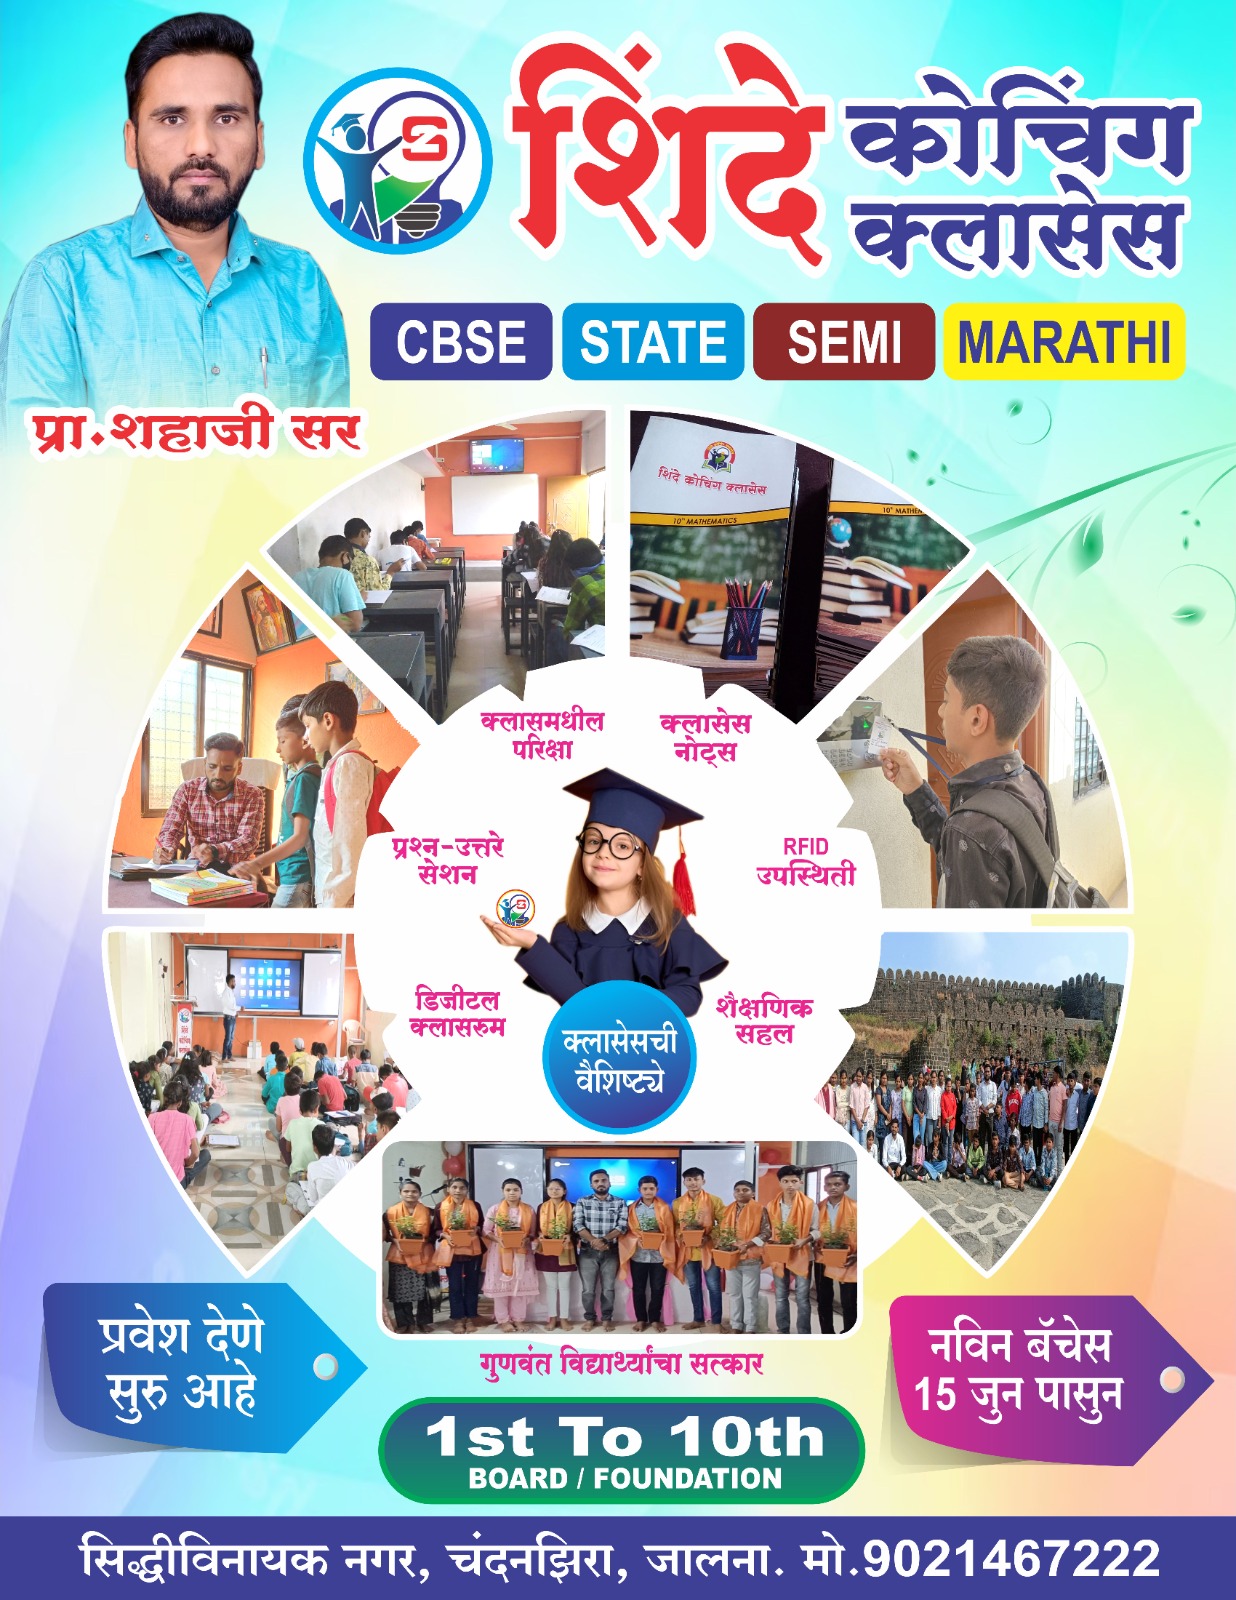 शिंदे
कोचिंग
क्लासेस
CBSE
STATE
SEMI
MARATHI
प्रा.शहाजी सर
शिंदे कोचिंग क्लासेस
10th MATHEMATICS
क्लासमधील
परिक्षा
क्लासेस
नोट्स
प्रश्न-उत्तरे
सेशन
RFID
उपस्थिती
डिजीटल
क्लासरुम
शैक्षणिक
सहल
क्लासेसची
वैशिष्ट्ये
गुणवंत विद्यार्थ्यांचा सत्कार
प्रवेश देणे
सुरु आहे
नविन बॅचेस
15 जुन पासुन
1st To 10th
BOARD / FOUNDATION
सिद्धीविनायक नगर, चंदनझिरा, जालना. मो.9021467222